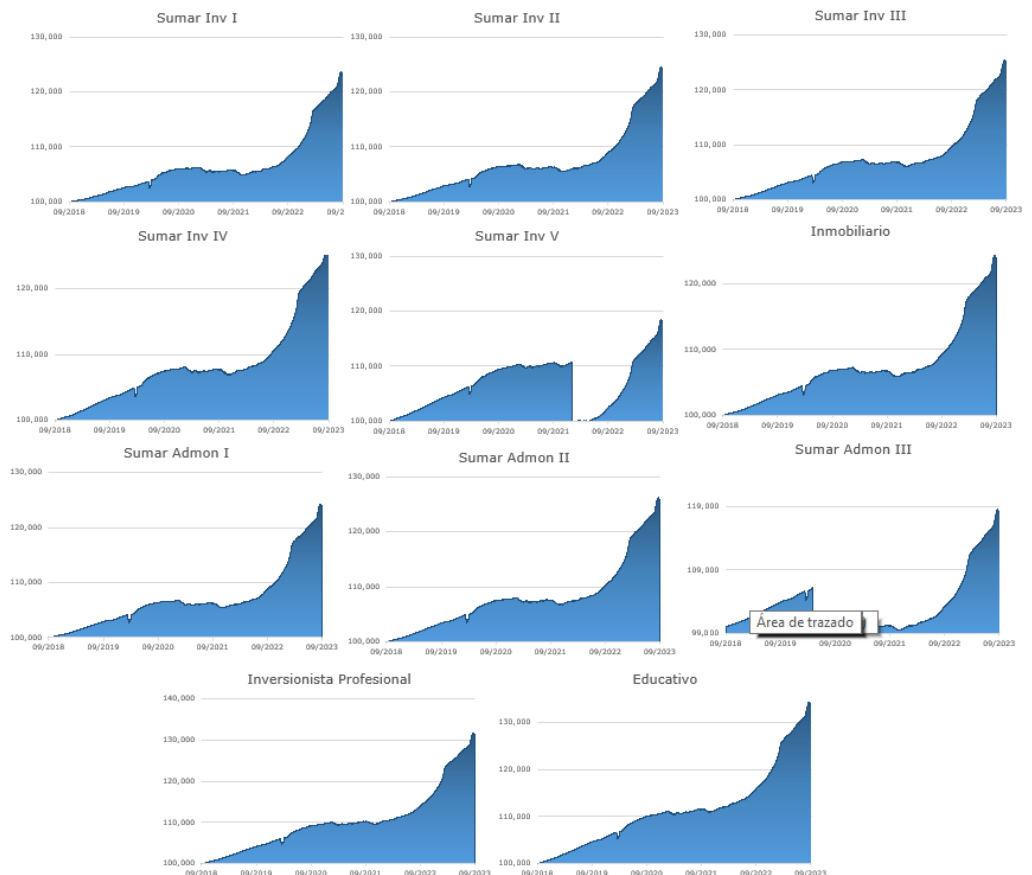 Sumar Inv I
130,000
120,000
110,000
100,000
09/2018 09/2019 09/2020 09/2021 09/2022 09/2
Sumar Inv II
130,000
120,000
110,000
100,000
09/2018 09/2019 09/2020 09/2021 09/2022 09/2023
Sumar Inv III
130,000
120,000
110,000
100,000
09/2018 09/2019 09/2020 09/2021 09/2022 09/2023
Sumar Inv IV
120,000
110,000
100,000
09/2018 09/2019 09/2020 09/2021 09/2022 09/2023
Sumar Inv V
130,000
120,000
110,000
100,000
09/2018 09/2019 09/2020 09/2021 09/2022 09/2023
Inmobiliario
120,000
110,000
100,000
09/2018 09/2019 09/2020 09/2021 09/2022 09/2023
Sumar Admon I
130,000
120,000
110,000
100,000
09/2018 09/2019 09/2020 09/2021 09/2022 09/2023
Sumar Admon II
130,000
120,000
110,000
100,000
09/2018 09/2019 09/2020 09/2021 09/2022 09/2023
Sumar Admon III
119,000
109,000
Área de trazado
99,000
09/2018 09/2019 09/2020 09/2021 09/2022 09/2023
Inversionista Profesional
140,000
130,000
120,000
110,000
100,000
09/2018 09/2019 09/2020 09/2021 09/2022 09/2023
Educativo
130,000
120,000
110,000
100,000
09/2018 09/2019 09/2020 09/2021 09/2022 09/2023